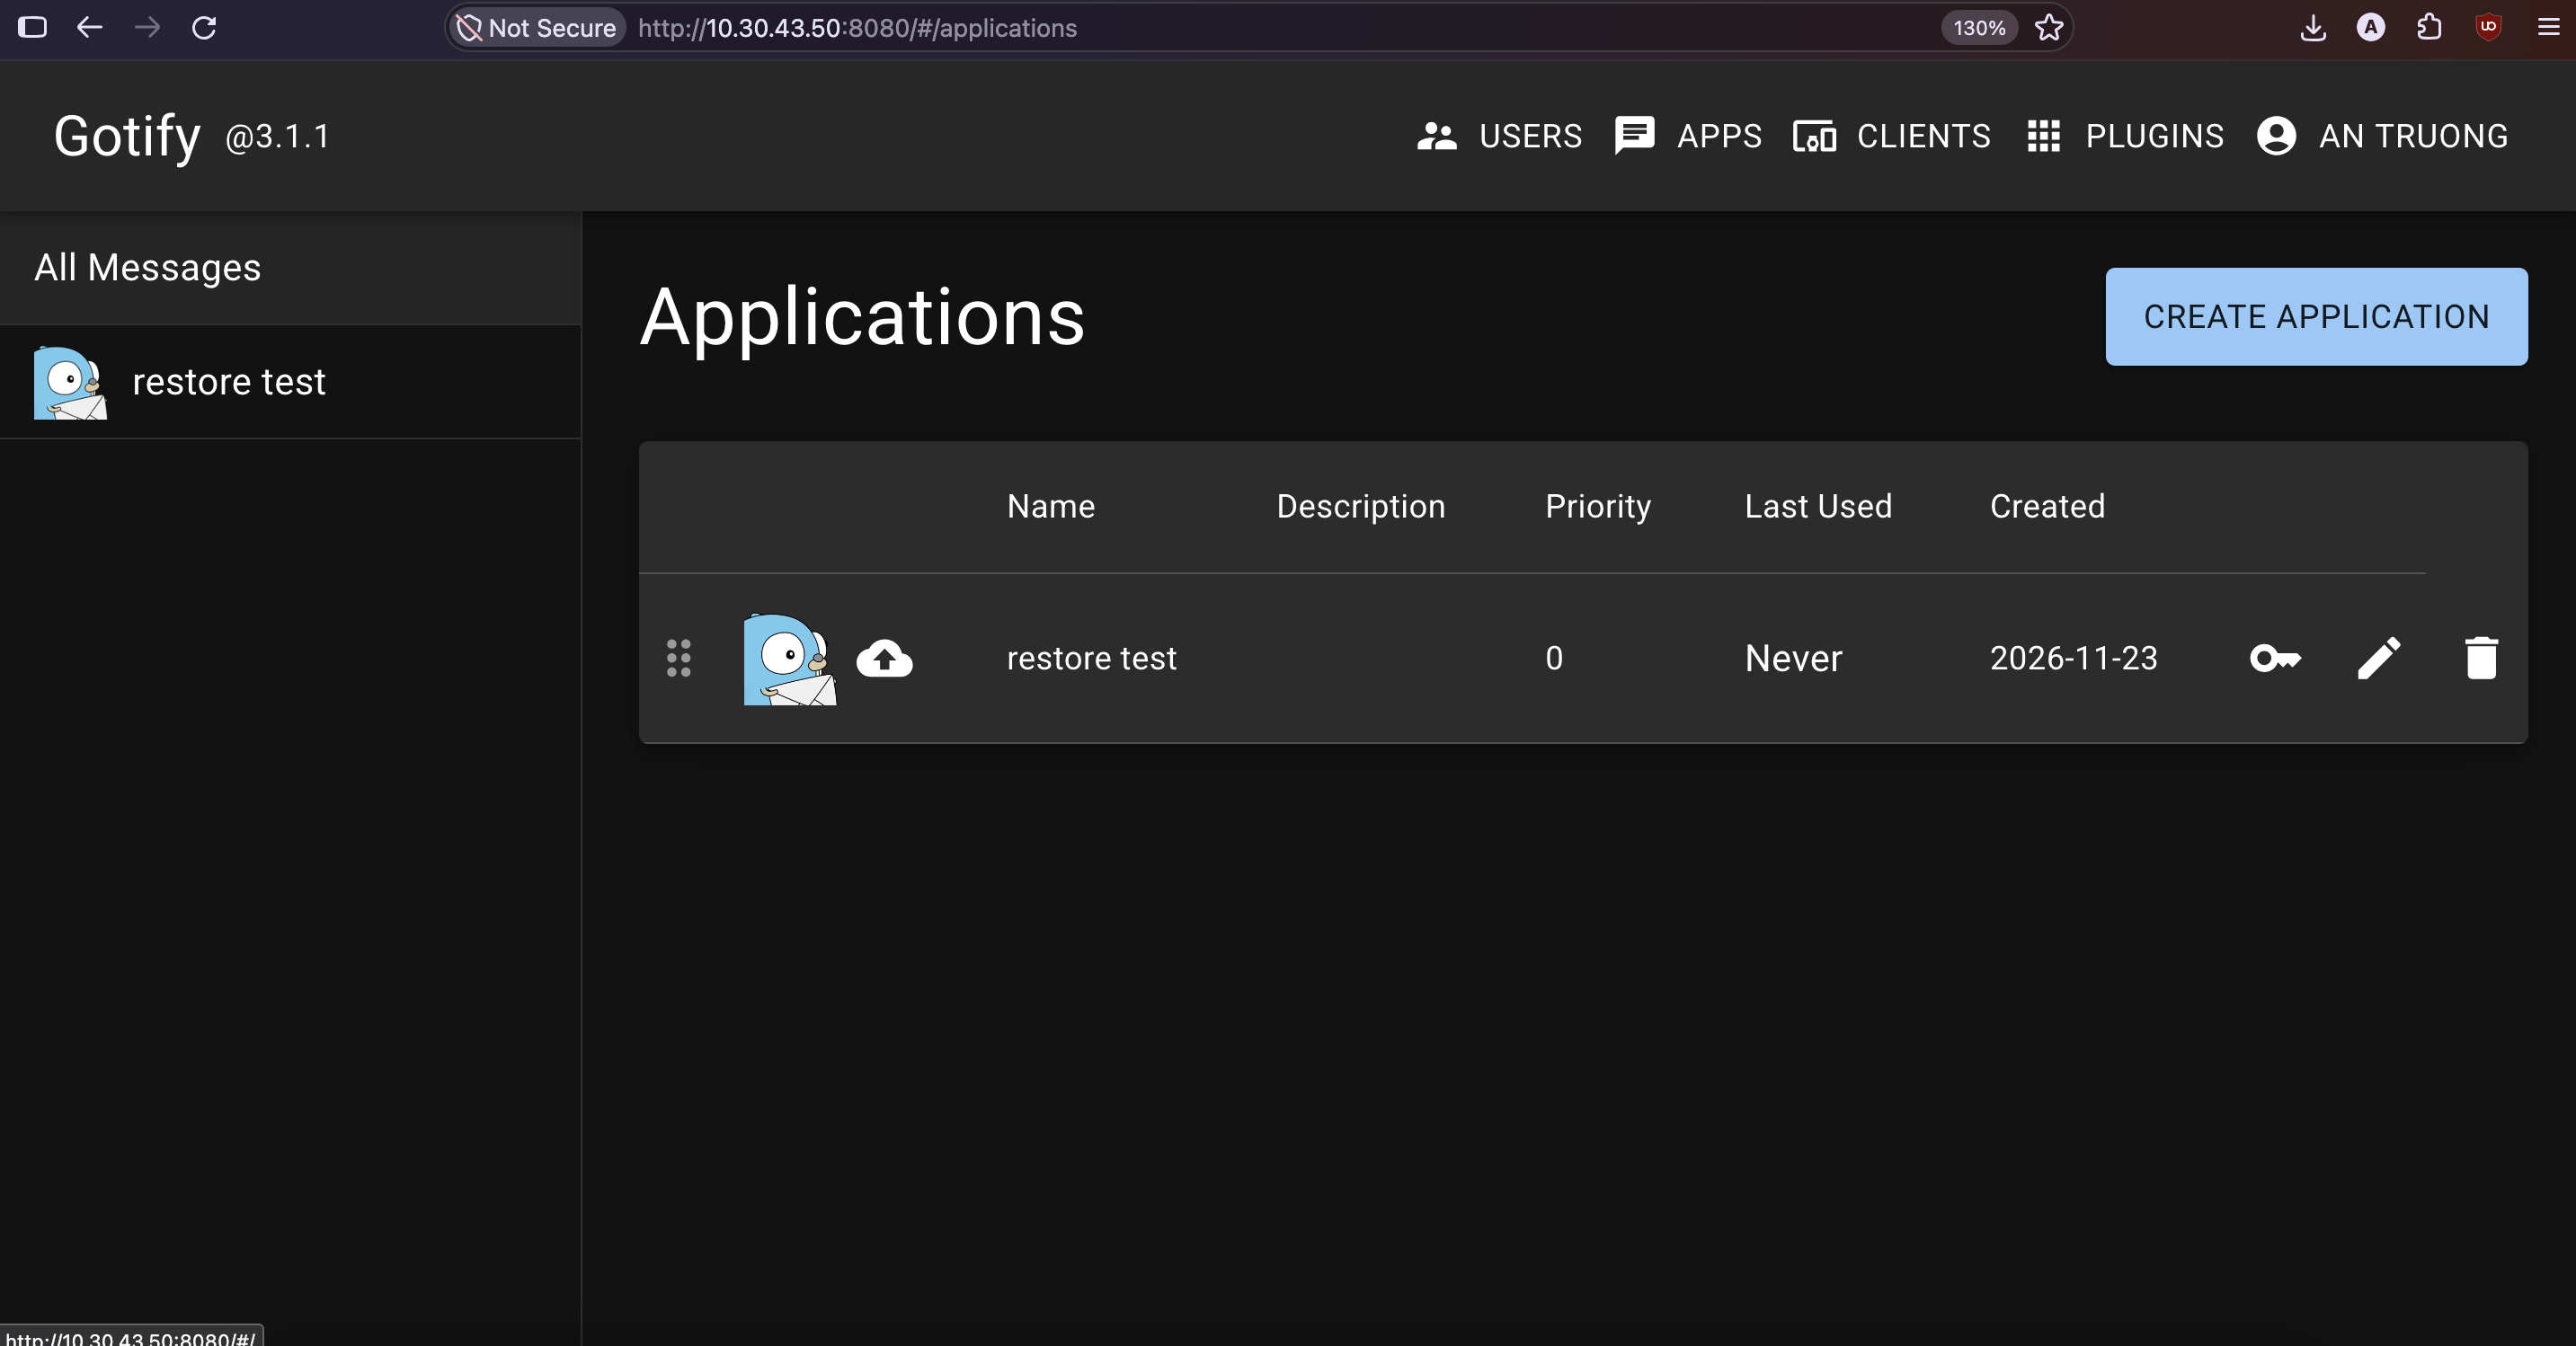 Not Secure http://10.30.43.50:8080/#/applications 130% A
Gotify @3.1.1 USERS APPS CLIENTS PLUGINS AN TRUONG
All Messages
restore test
Applications
CREATE APPLICATION
Name Description Priority Last Used Created
restore test 0 Never 2026-11-23
http://10.30.43.50:8080/#/